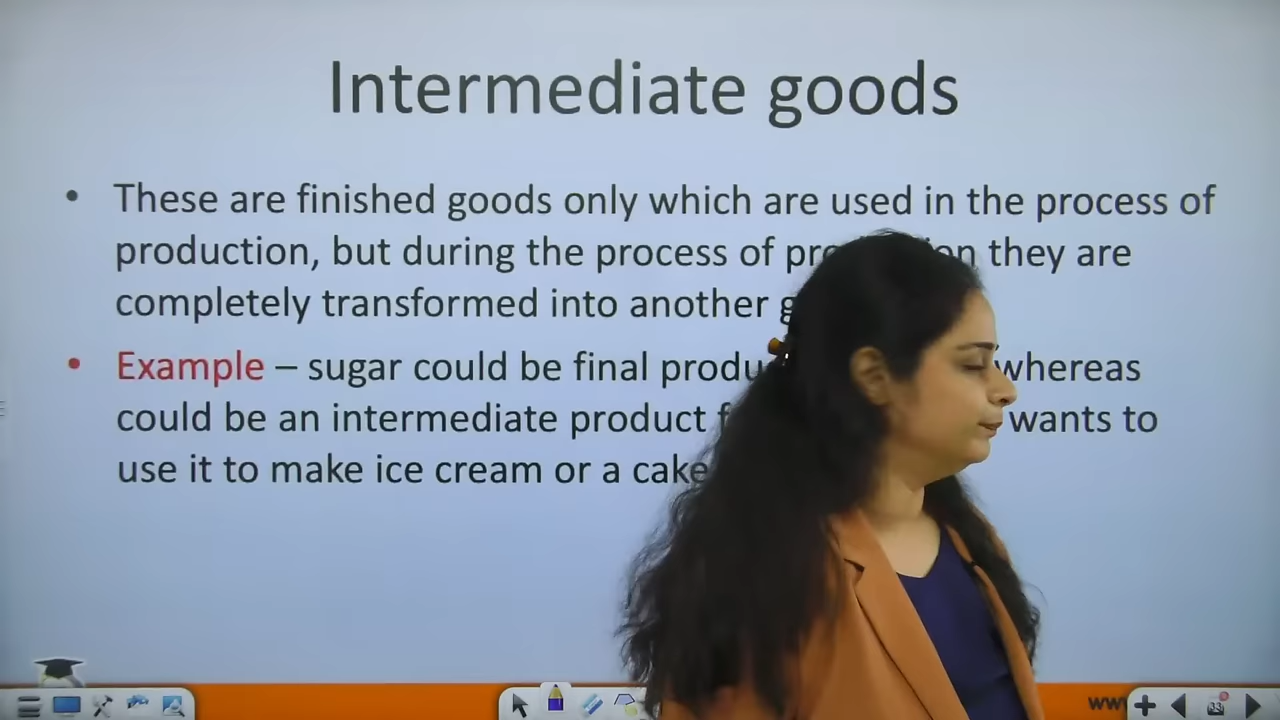 Intermediate goods
• These are finished goods only which are used in the process of
production, but during the process of they are
completely transformed into another
• Example – sugar could be final whereas
could be an intermediate product wants to
use it to make ice cream or a cake
33